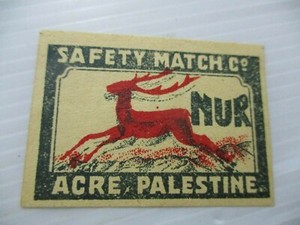 SAFETY MATCH Co
NUR
ACRE, PALESTINE.